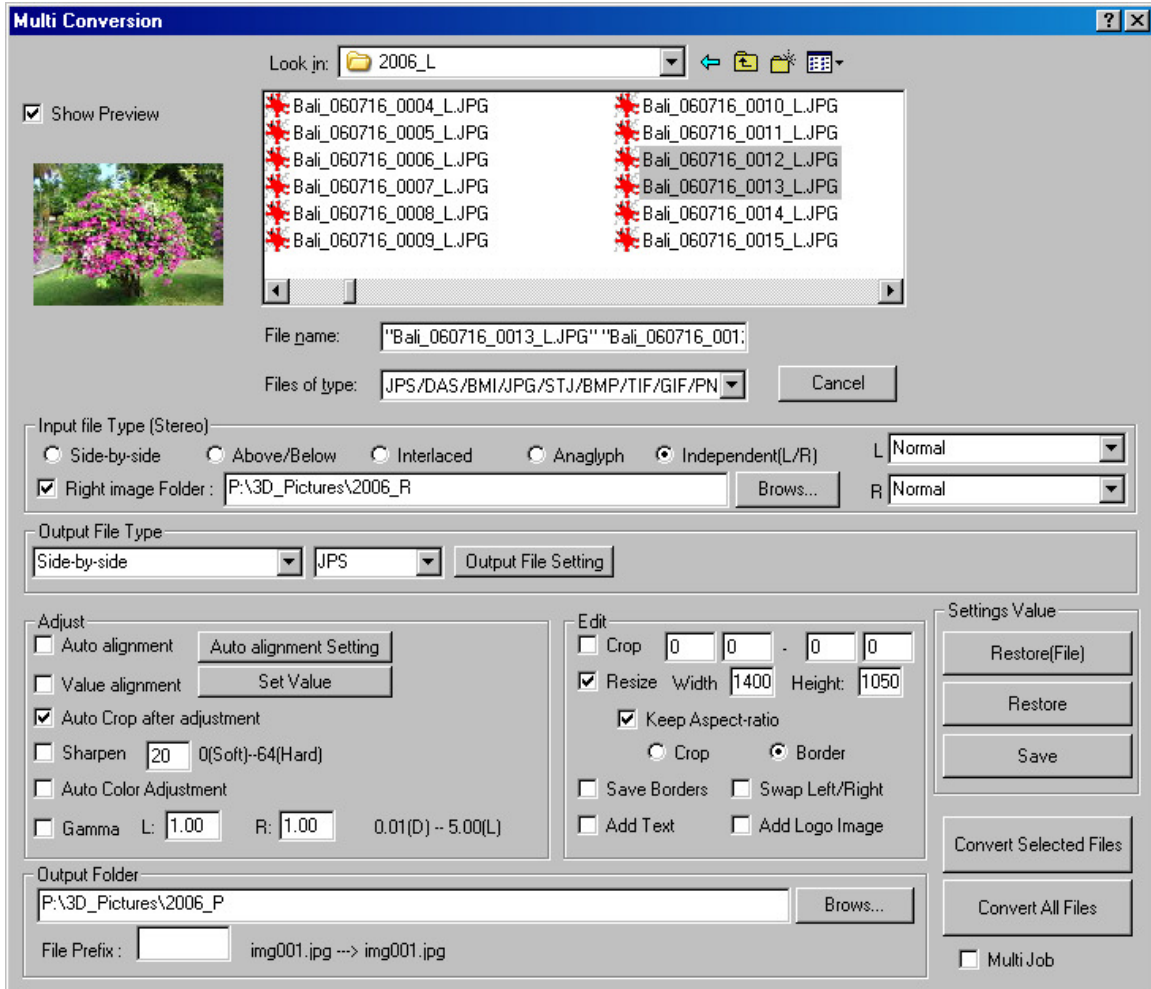 Multi Conversion
Look in: 2006_L
Show Preview
Bali_060716_0004_L.JPG Bali_060716_0010_L.JPG
Bali_060716_0005_L.JPG Bali_060716_0011_L.JPG
Bali_060716_0006_L.JPG Bali_060716_0012_L.JPG
Bali_060716_0007_L.JPG Bali_060716_0013_L.JPG
Bali_060716_0008_L.JPG Bali_060716_0014_L.JPG
Bali_060716_0009_L.JPG Bali_060716_0015_L.JPG
File name: "Bali_060716_0013_L.JPG" "Bali_060716_001
Files of type: JPS/DAS/BMI/JPG/STJ/BMP/TIF/GIF/PN Cancel
Input file Type (Stereo)
Side-by-side Above/Below Interlaced Anaglyph Independent(L/R) L Normal
Right image Folder : P:\3D_Pictures\2006_R Brows... R Normal
Output File Type
Side-by-side JPS Output File Setting
Adjust
Auto alignment Auto alignment Setting
Value alignment Set Value
Auto Crop after adjustment
Sharpen 20 0(Soft)--64(Hard)
Auto Color Adjustment
Gamma L: 1.00 R: 1.00 0.01(D) -- 5.00(L)
Edit
Crop 0 0 - 0 0
Resize Width 1400 Height: 1050
Keep Aspect-ratio
Crop Border
Save Borders Swap Left/Right
Add Text Add Logo Image
Settings Value
Restore(File)
Restore
Save
Convert Selected Files
Convert All Files
Multi Job
Output Folder
P:\3D_Pictures\2006_P Brows...
File Prefix : img001.jpg ---> img001.jpg